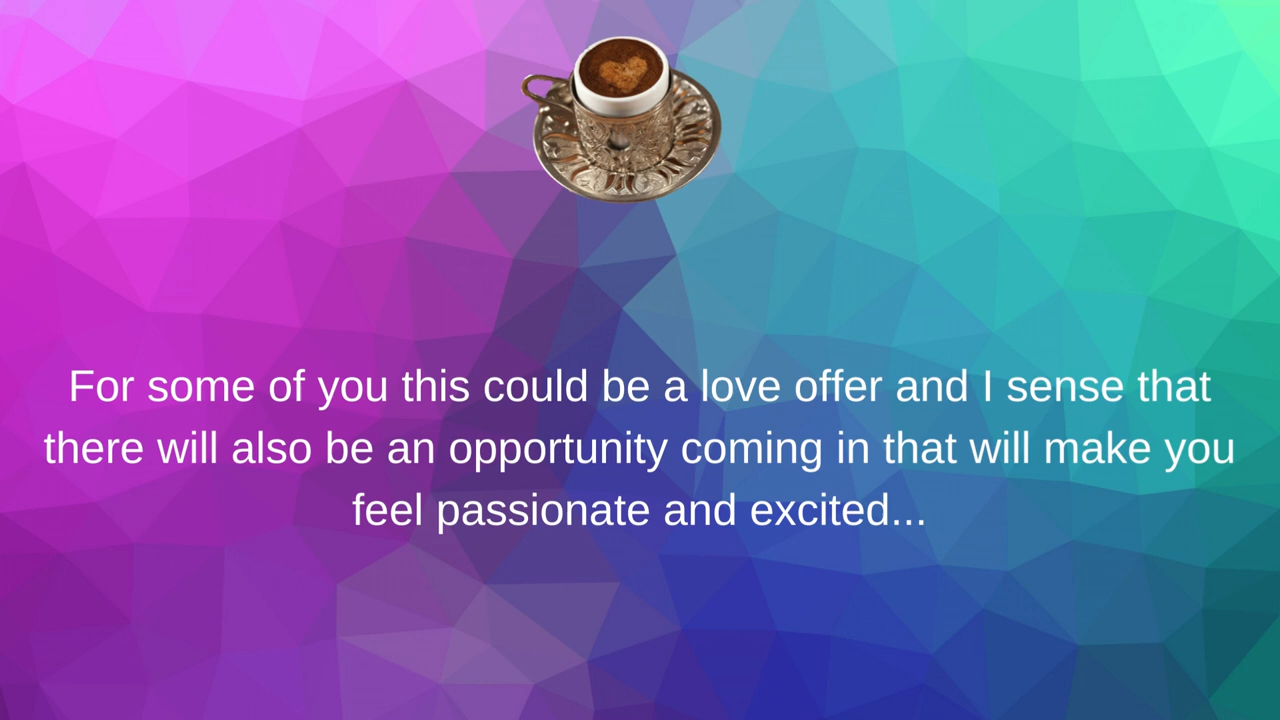 For some of you this could be a love offer and I sense that
there will also be an opportunity coming in that will make you
feel passionate and excited...